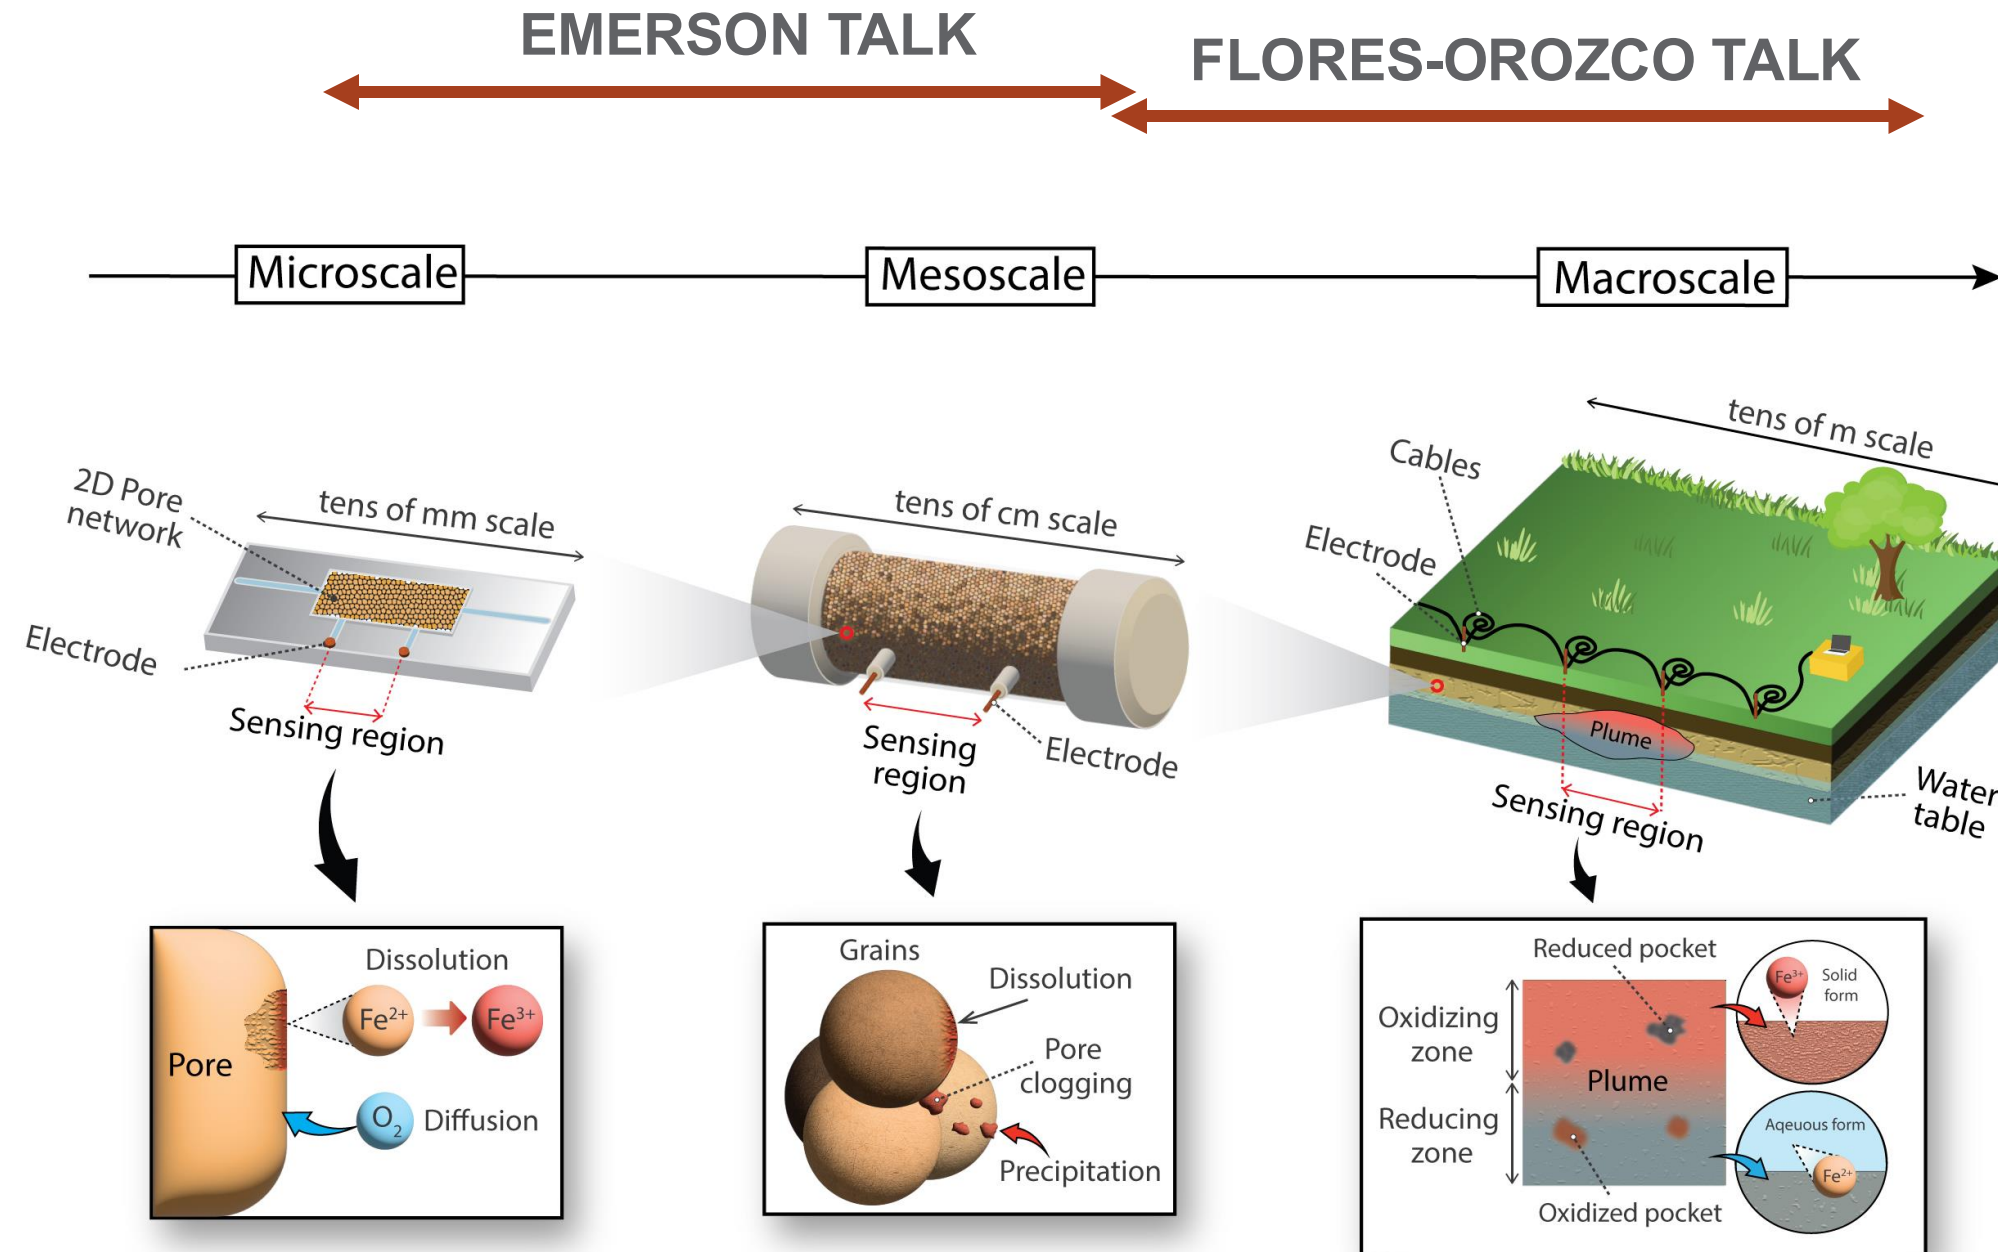 EMERSON TALK
FLORES-OROZCO TALK
Microscale
Mesoscale
Macroscale
2D Pore
network
tens of mm scale
Electrode
Sensing region
tens of cm scale
Sensing
region
Electrode
tens of m scale
Cables
Electrode
Plume
Sensing region
Water
table
Dissolution
Fe2+
Fe3+
Pore
O2
Diffusion
Grains
Dissolution
Pore
clogging
Precipitation
Reduced pocket
Oxidizing
zone
Plume
Reducing
zone
Oxidized pocket
Fe3+
Solid
form
Aqeuous form
Fe2+